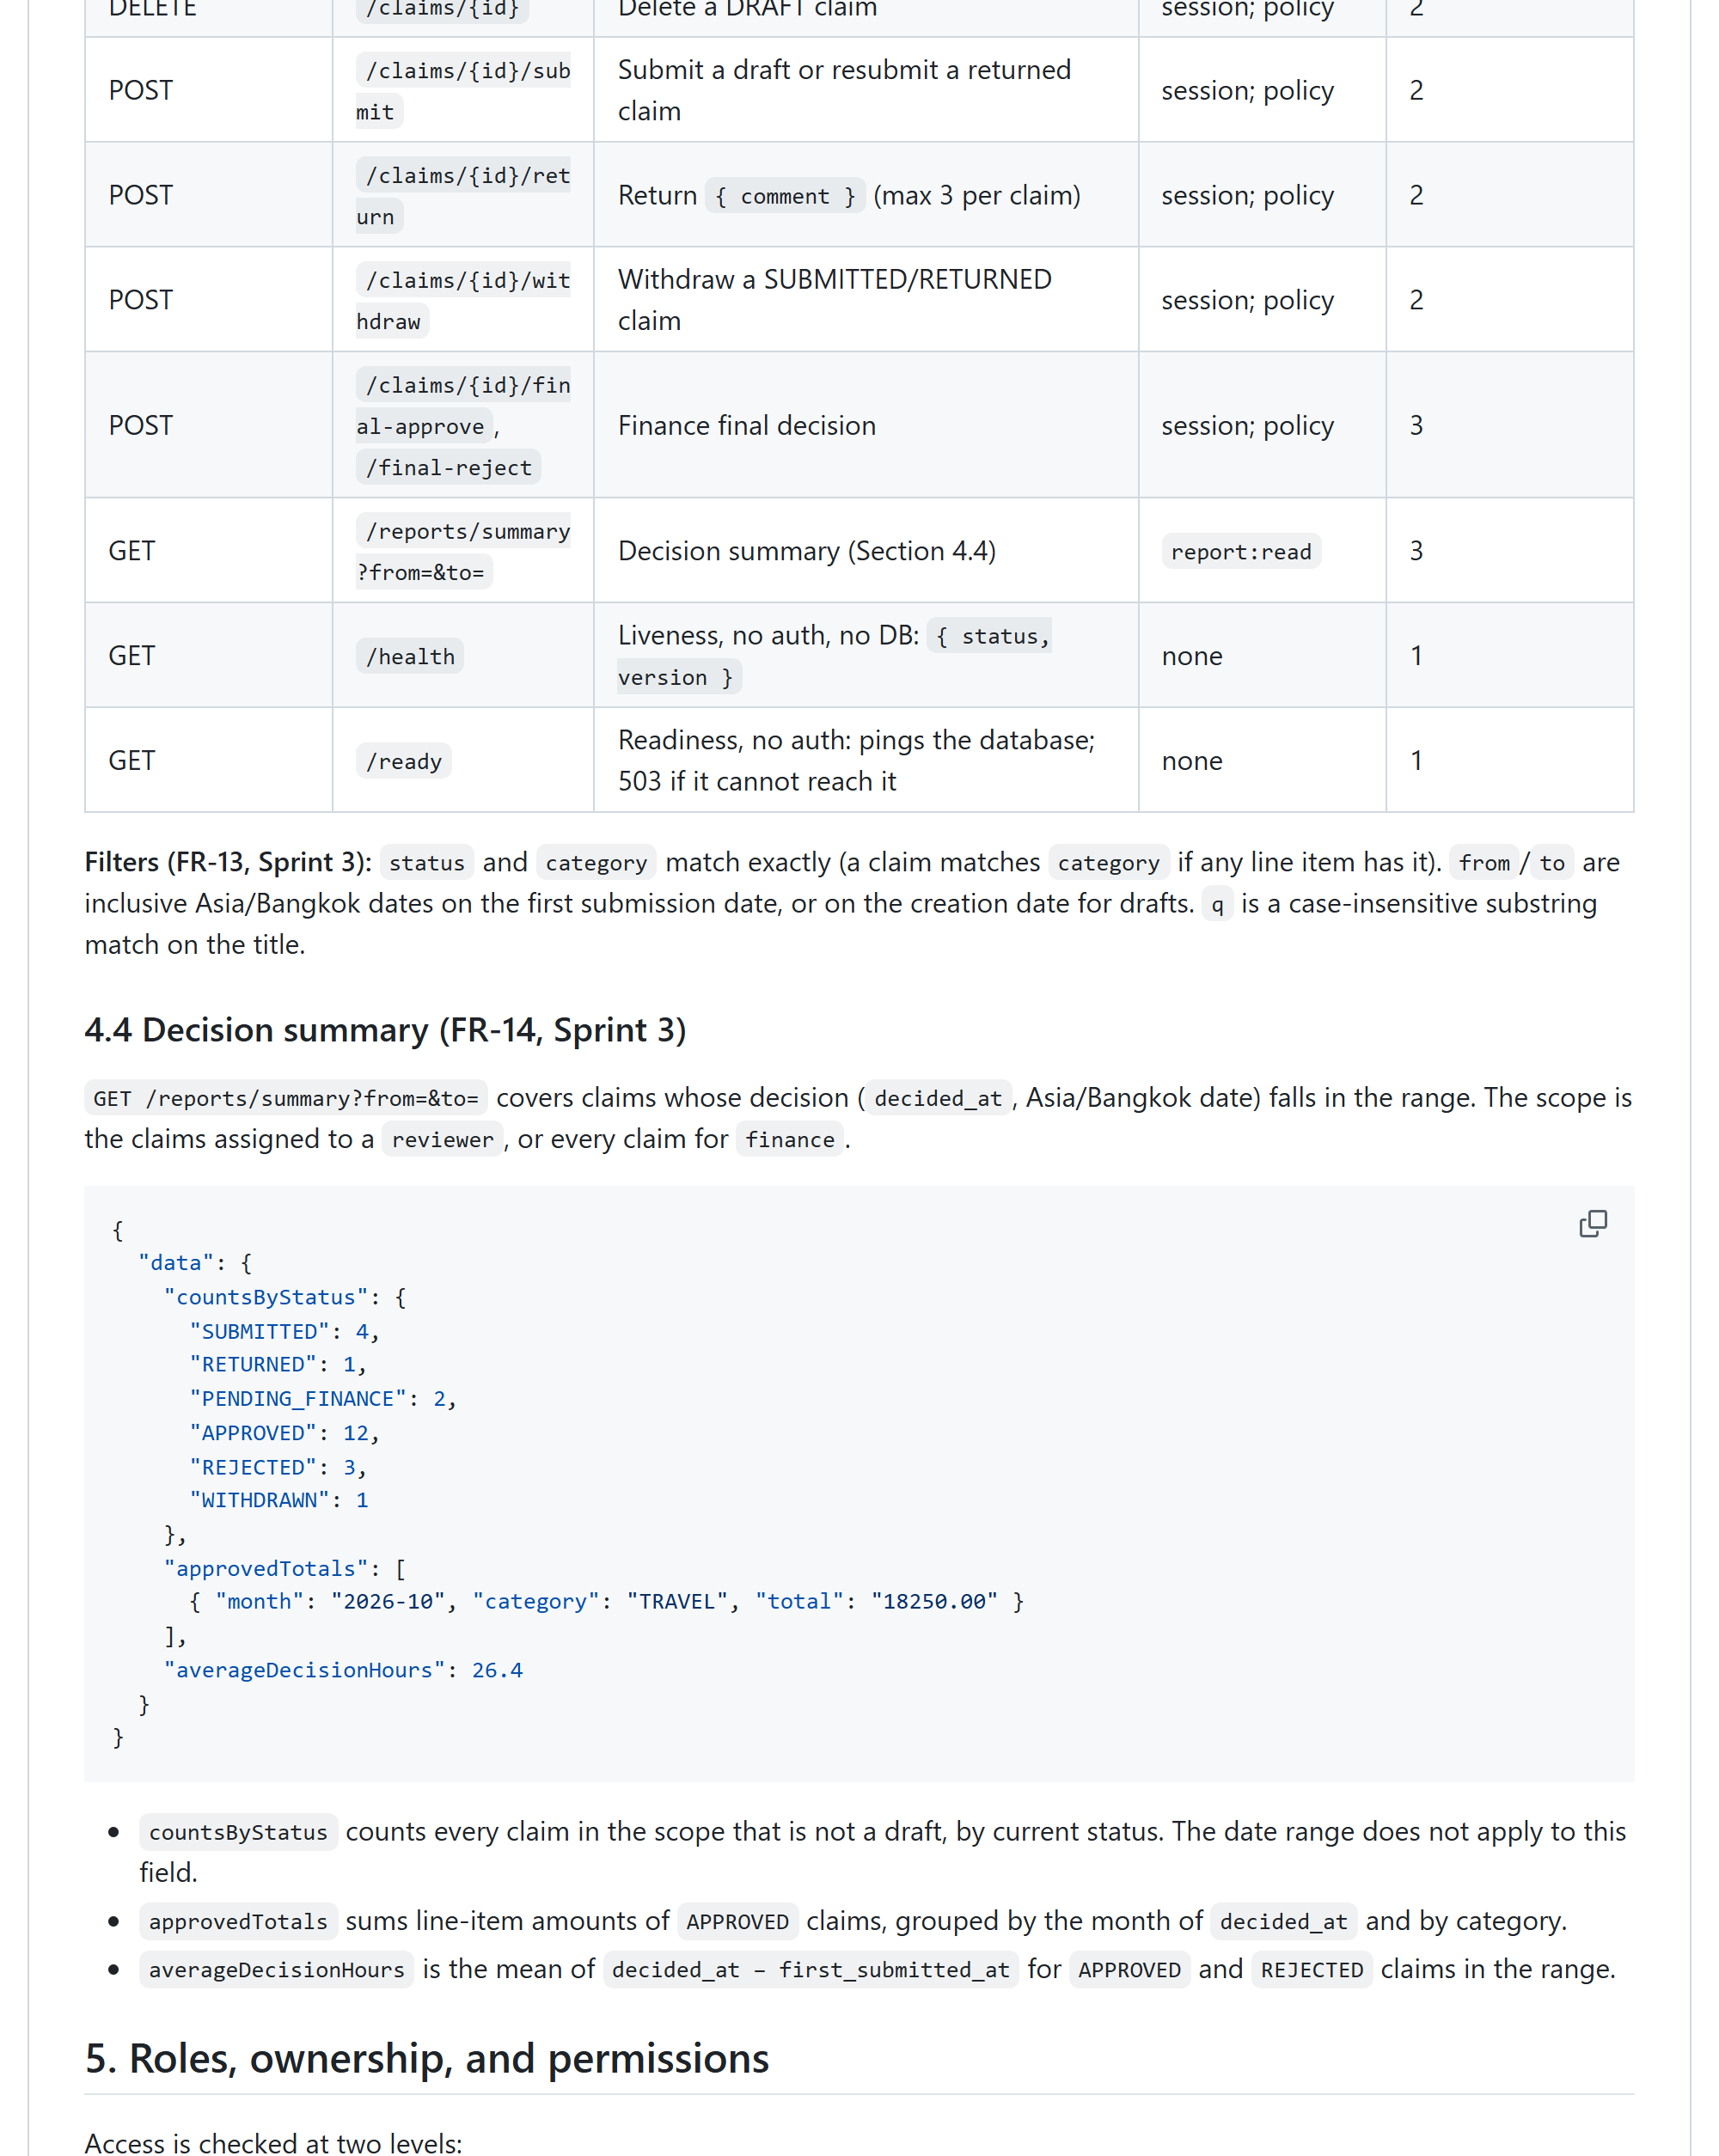 DELETE /claims/{id} Delete a DRAFT claim session; policy 2
POST /claims/{id}/sub
mit Submit a draft or resubmit a returned
claim session; policy 2
POST /claims/{id}/ret
urn Return { comment } (max 3 per claim) session; policy 2
POST /claims/{id}/wit
hdraw Withdraw a SUBMITTED/RETURNED
claim session; policy 2
POST /claims/{id}/fin
al-approve ,
/final-reject Finance final decision session; policy 3
GET /reports/summary
?from=&to= Decision summary (Section 4.4) report:read 3
GET /health Liveness, no auth, no DB: { status,
version } none 1
GET /ready Readiness, no auth: pings the database;
503 if it cannot reach it none 1
Filters (FR-13, Sprint 3): status and category match exactly (a claim matches category if any line item has it). from / to are
inclusive Asia/Bangkok dates on the first submission date, or on the creation date for drafts. q is a case-insensitive substring
match on the title.
4.4 Decision summary (FR-14, Sprint 3)
GET /reports/summary?from=&to= covers claims whose decision ( decided_at , Asia/Bangkok date) falls in the range. The scope is
the claims assigned to a reviewer , or every claim for finance .
{
"data": {
"countsByStatus": {
"SUBMITTED": 4,
"RETURNED": 1,
"PENDING_FINANCE": 2,
"APPROVED": 12,
"REJECTED": 3,
"WITHDRAWN": 1
},
"approvedTotals": [
{ "month": "2026-10", "category": "TRAVEL", "total": "18250.00" }
],
"averageDecisionHours": 26.4
}
}
• countsByStatus counts every claim in the scope that is not a draft, by current status. The date range does not apply to this
field.
• approvedTotals sums line-item amounts of APPROVED claims, grouped by the month of decided_at and by category.
• averageDecisionHours is the mean of decided_at – first_submitted_at for APPROVED and REJECTED claims in the range.
5. Roles, ownership, and permissions
Access is checked at two levels: